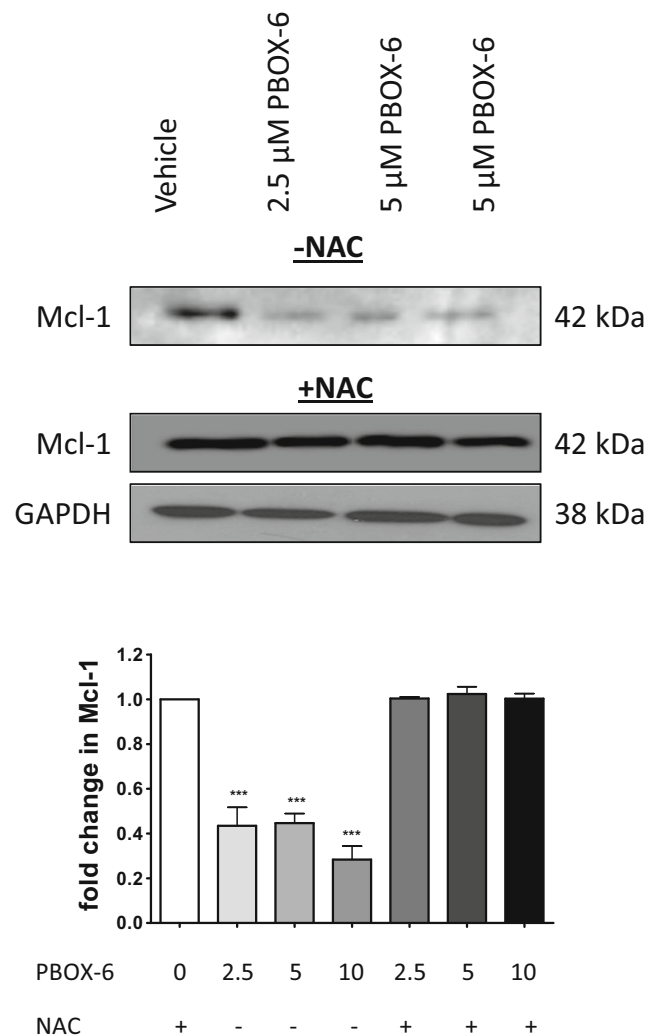 Vehicle
2.5 µM PBOX-6
5 µM PBOX-6
5 µM PBOX-6
-NAC
Mcl-1 42 kDa
+NAC
Mcl-1 42 kDa
GAPDH 38 kDa
fold change in Mcl-1
1.2
1.0
0.8
0.6
0.4
0.2
0.0
*** *** ***
PBOX-6 0 2.5 5 10 2.5 5 10
NAC + - - - + + +